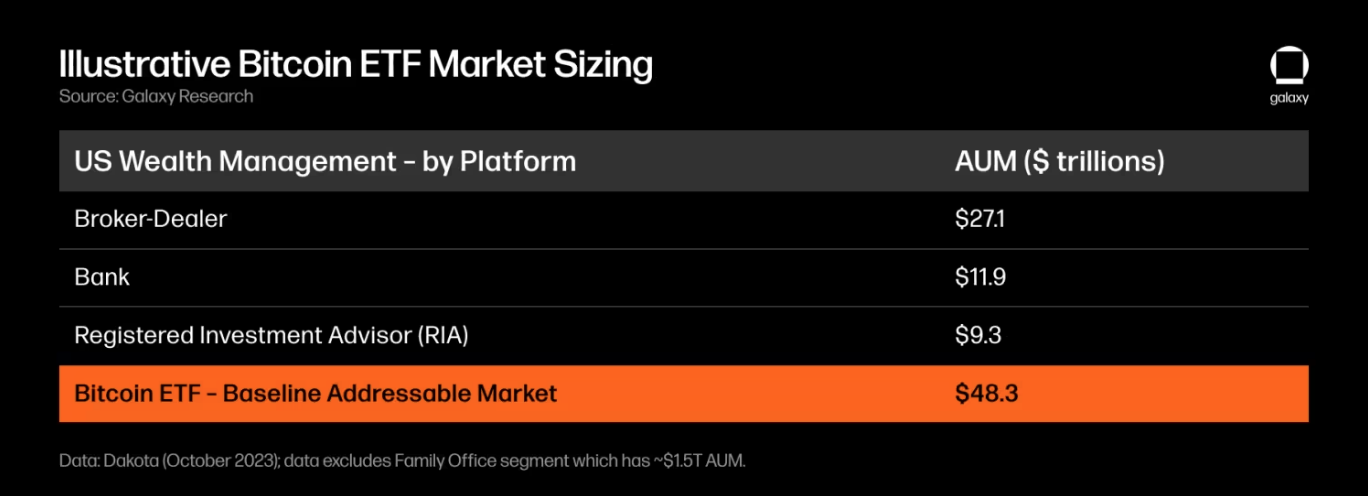 Illustrative Bitcoin ETF Market Sizing
Source: Galaxy Research
galaxy
US Wealth Management – by Platform AUM ($ trillions)
Broker-Dealer $27.1
Bank $11.9
Registered Investment Advisor (RIA) $9.3
Bitcoin ETF – Baseline Addressable Market $48.3
Data: Dakota (October 2023); data excludes Family Office segment which has ~$1.5T AUM.